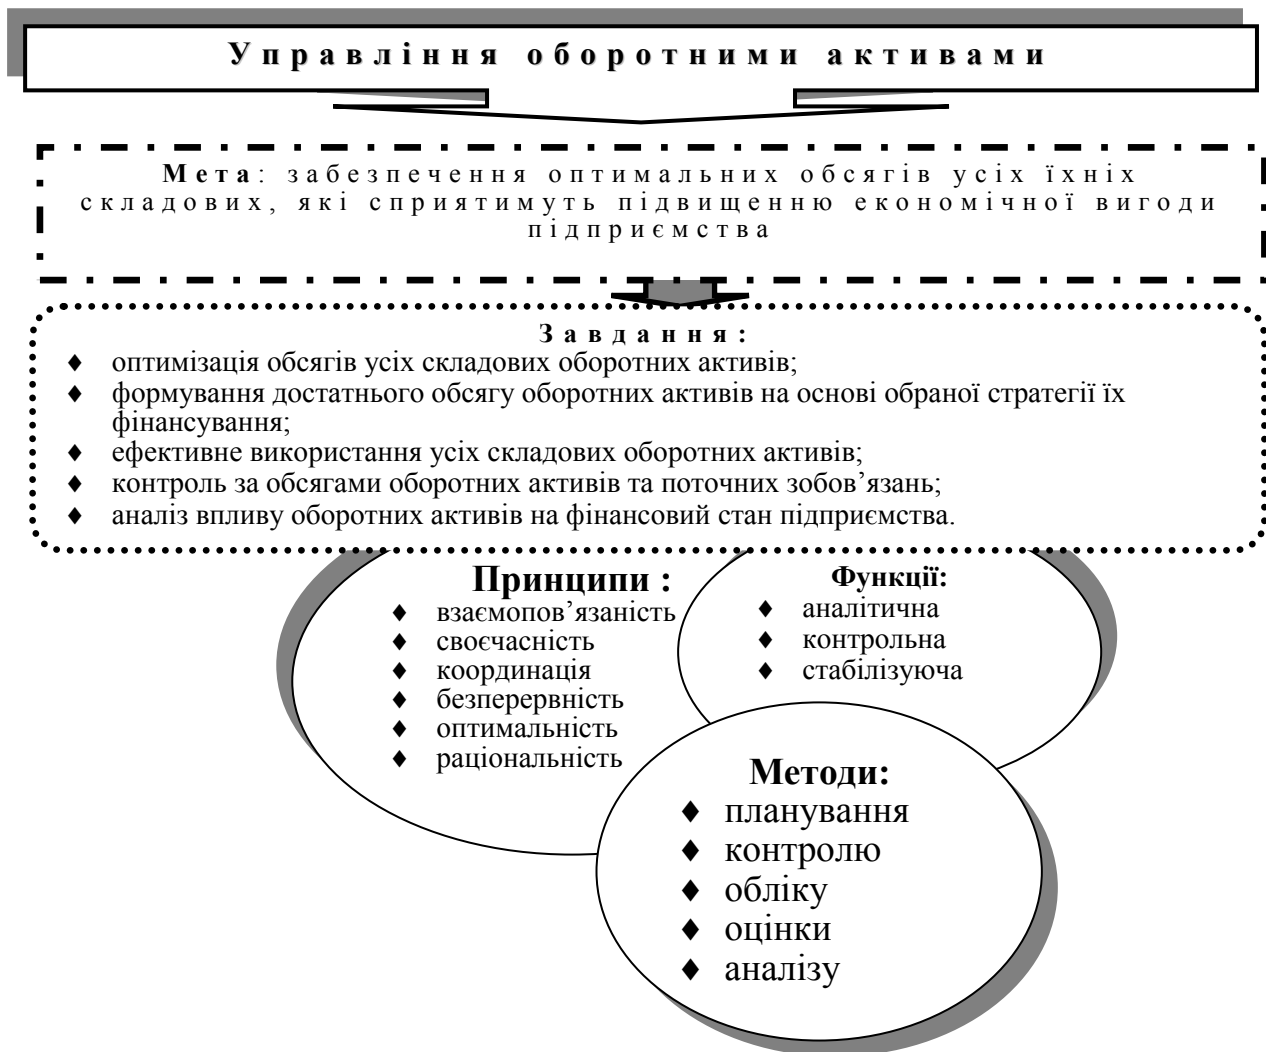 Управління оборотними активами
Мета: забезпечення оптимальних обсягів усіх їхніх
складових, які сприятимуть підвищенню економічної вигоди
підприємства
Завдання:
♦ оптимізація обсягів усіх складових оборотних активів;
♦ формування достатнього обсягу оборотних активів на основі обраної стратегії їх
фінансування;
♦ ефективне використання усіх складових оборотних активів;
♦ контроль за обсягами оборотних активів та поточних зобов’язань;
♦ аналіз впливу оборотних активів на фінансовий стан підприємства.
Принципи :
♦ взаємопов’язаність
♦ своєчасність
♦ координація
♦ безперервність
♦ оптимальність
♦ раціональність
Функції:
♦ аналітична
♦ контрольна
♦ стабілізуюча
Методи:
♦ планування
♦ контролю
♦ обліку
♦ оцінки
♦ аналізу